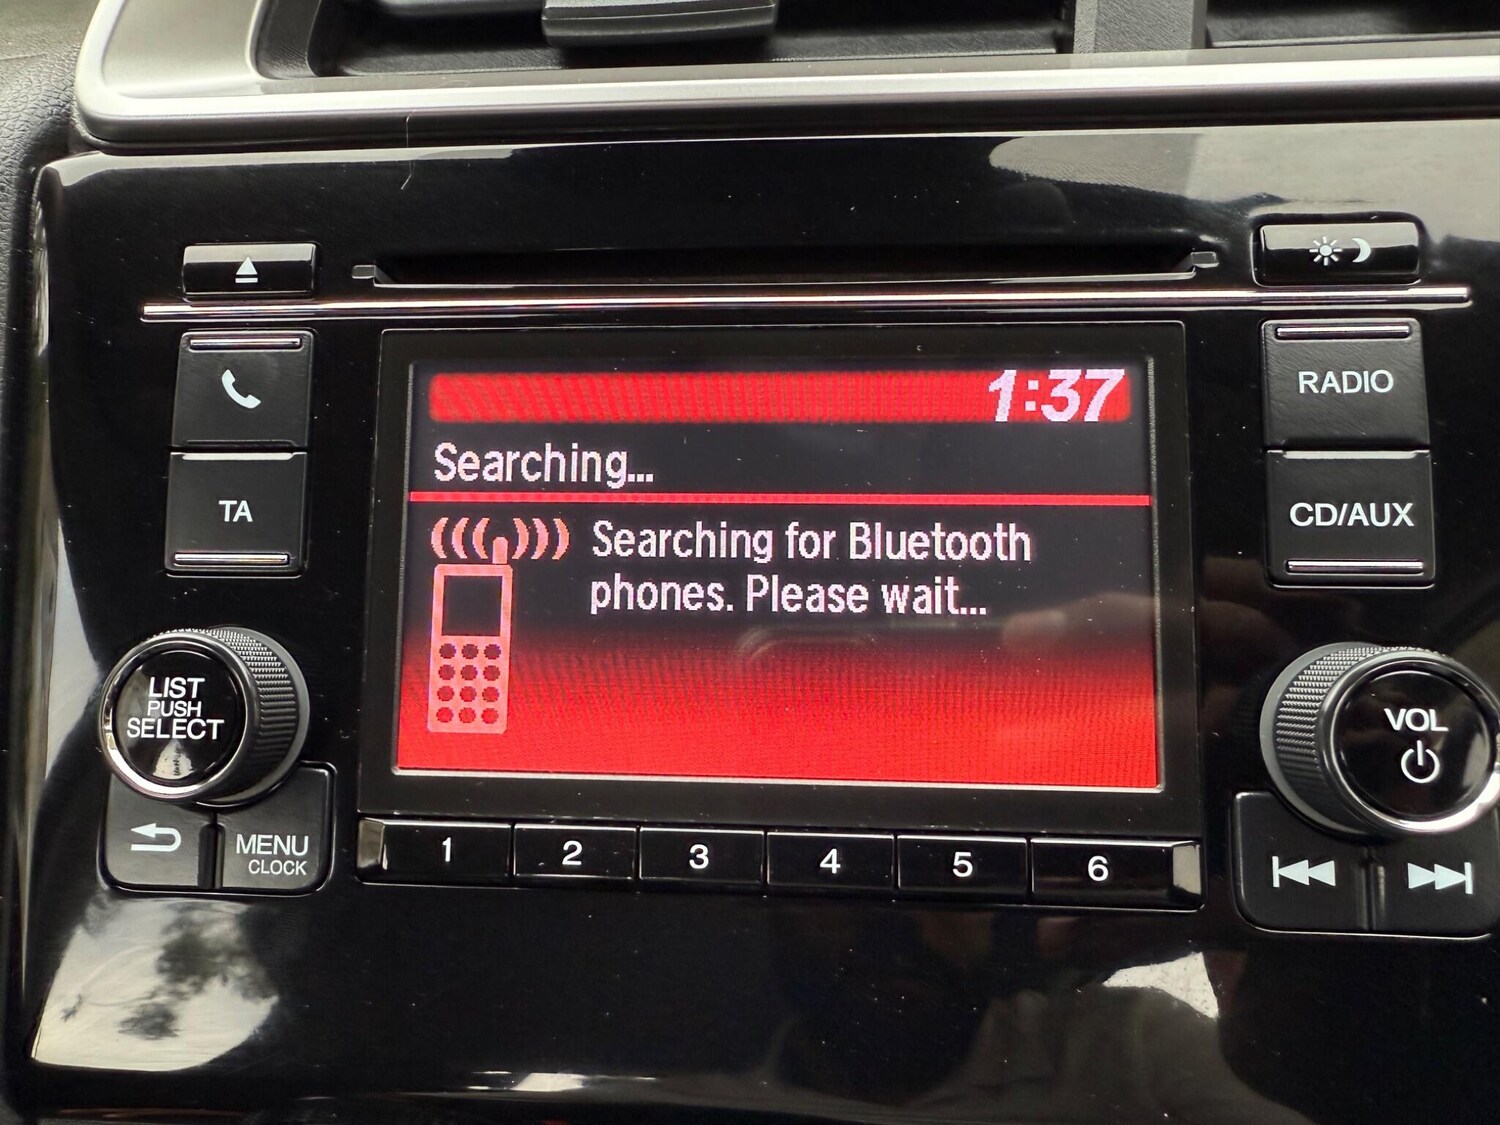 1:37
Searching...
Searching for Bluetooth
phones. Please wait...
TA
RADIO
CD/AUX
LIST
PUSH
SELECT
VOL
MENU
CLOCK
1 2 3 4 5 6